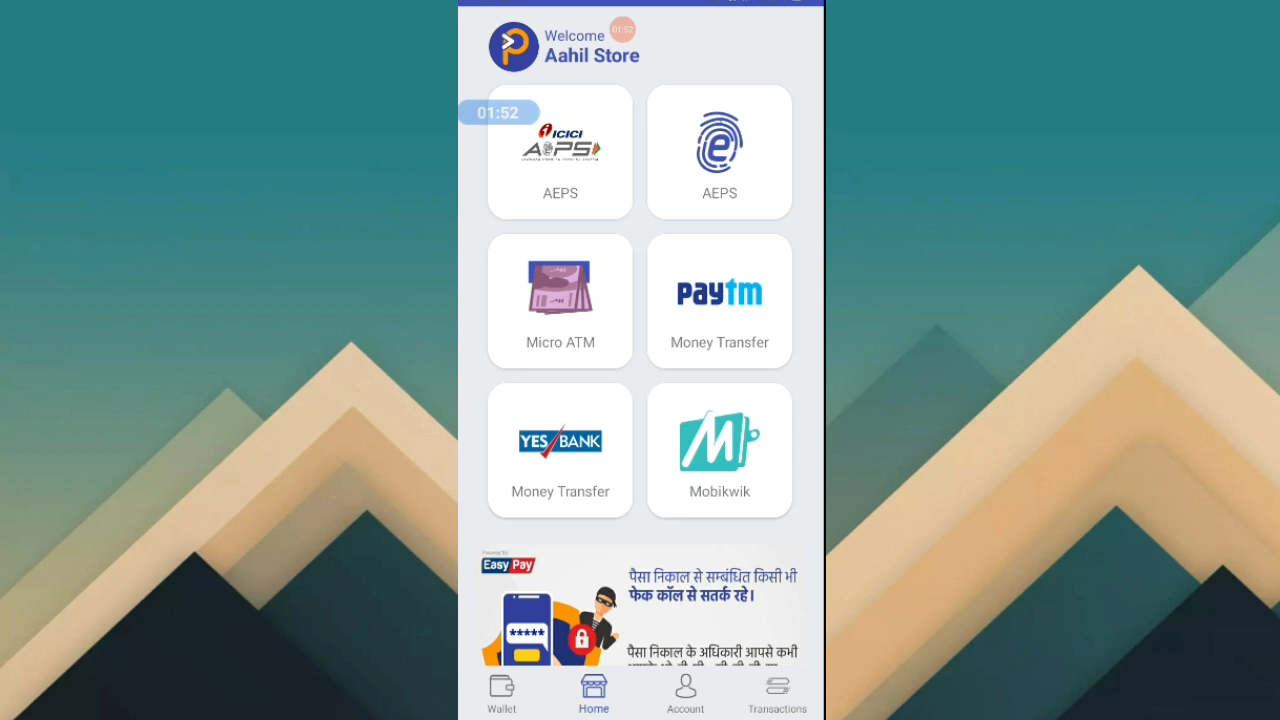 Welcome
01:52
Aahil Store
01:52
ICICI
AEPS
AEPS
e
AEPS
Micro ATM
paytm
Money Transfer
YES BANK
Money Transfer
M
Mobikwik
Easy Pay
पैसा निकाल से सम्बंधित किसी भी
फेक कॉल से सतर्क रहे।
*****
पैसा निकाल के अधिकारी आपसे कभी
Wallet
Home
Account
Transactions